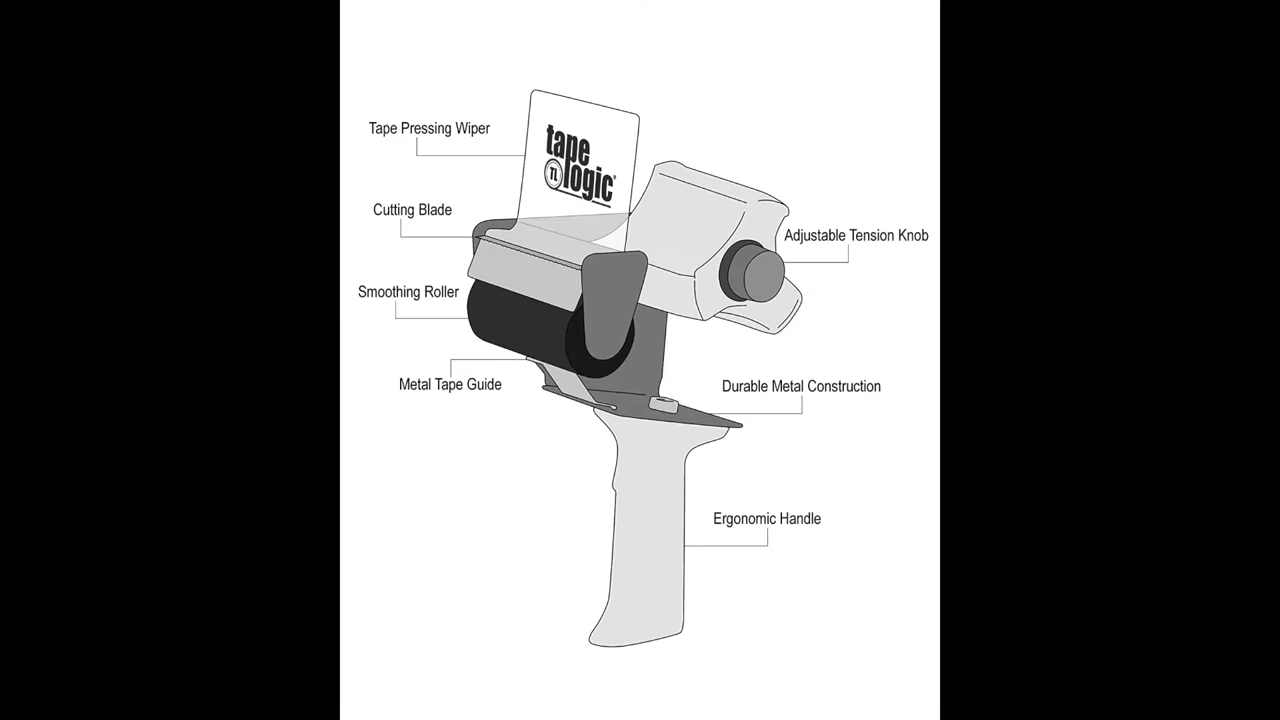 Tape Pressing Wiper
tape
TL logic
Cutting Blade
Adjustable Tension Knob
Smoothing Roller
Metal Tape Guide
Durable Metal Construction
Ergonomic Handle